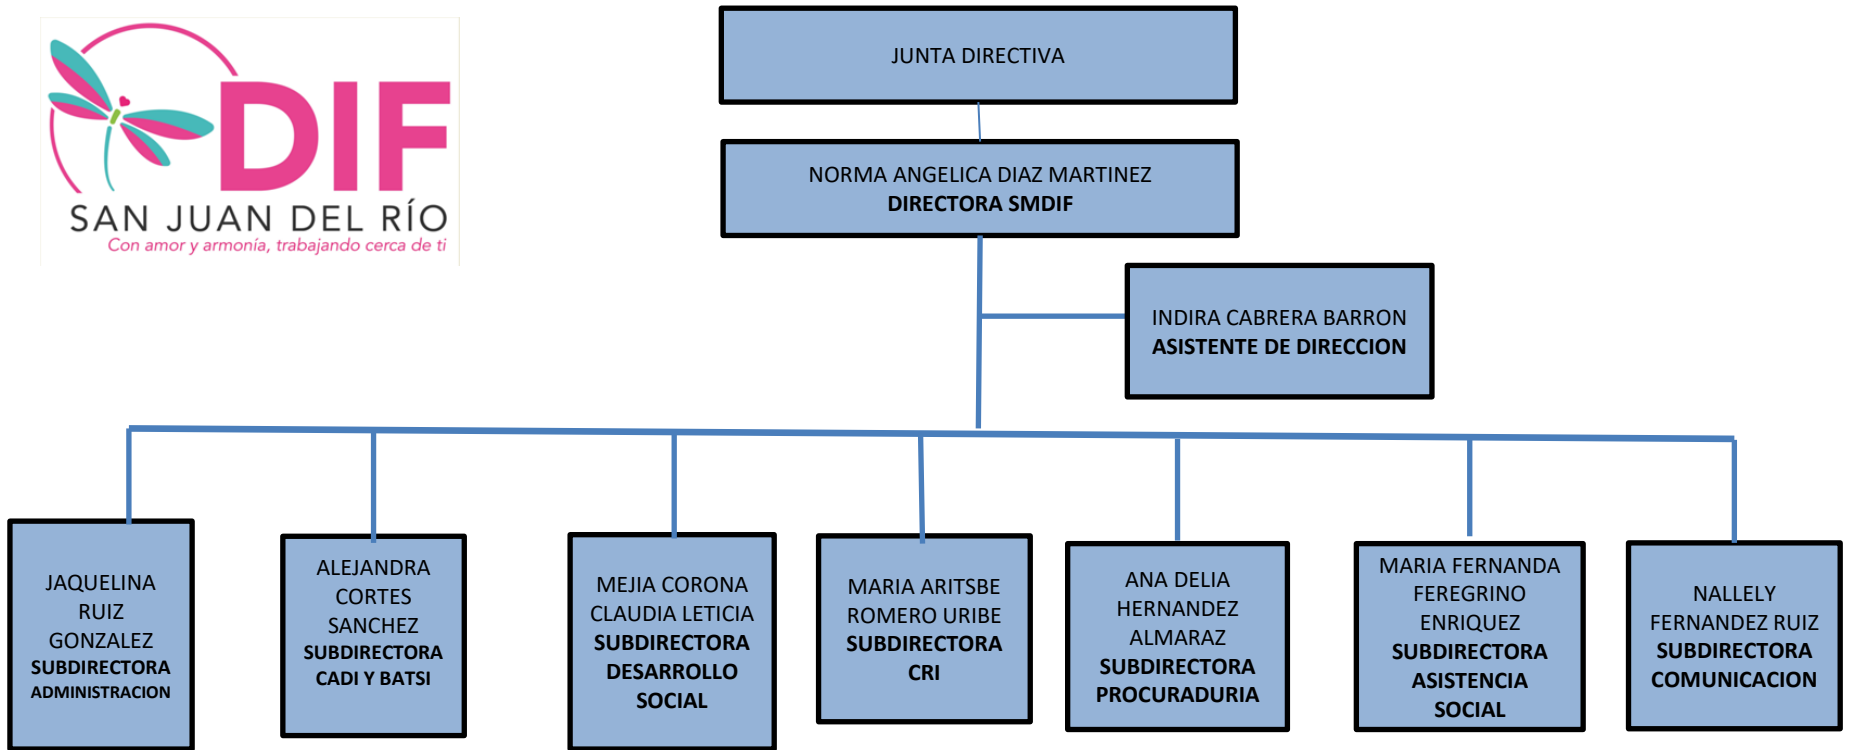 DIF
SAN JUAN DEL RÍO
Con amor y armonía, trabajando cerca de ti
JUNTA DIRECTIVA
NORMA ANGELICA DIAZ MARTINEZ
DIRECTORA SMDIF
INDIRA CABRERA BARRON
ASISTENTE DE DIRECCION
JAQUELINA
RUIZ
GONZALEZ
SUBDIRECTORA
ADMINISTRACION
ALEJANDRA
CORTES
SANCHEZ
SUBDIRECTORA
CADI Y BATSI
MEJIA CORONA
CLAUDIA LETICIA
SUBDIRECTORA
DESARROLLO
SOCIAL
MARIA ARITSBE
ROMERO URIBE
SUBDIRECTORA
CRI
ANA DELIA
HERNANDEZ
ALMARAZ
SUBDIRECTORA
PROCURADURIA
MARIA FERNANDA
FEREGRINO
ENRIQUEZ
SUBDIRECTORA
ASISTENCIA
SOCIAL
NALLELY
FERNANDEZ RUIZ
SUBDIRECTORA
COMUNICACION